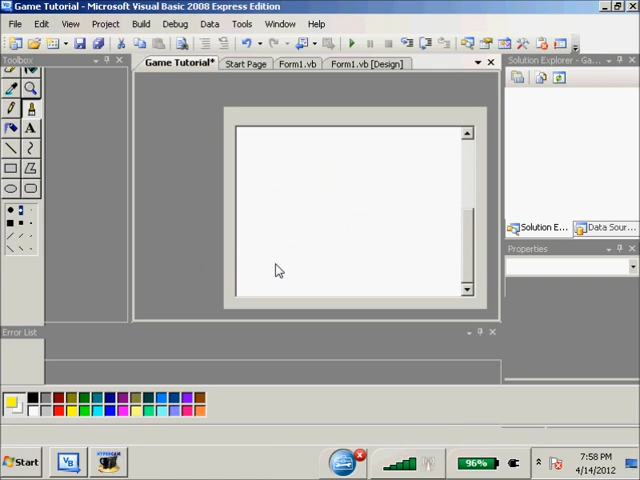 Game Tutorial - Microsoft Visual Basic 2008 Express Edition
File Edit View Project Build Debug Data Tools Window Help
Toolbox
Game Tutorial* Start Page Form1.vb Form1.vb [Design]
Solution Explorer - Ga...
A
Solution E... Data Sour...
Properties
Error List
Start
VB
HYPERCAM
96%
7:58 PM
4/14/2012